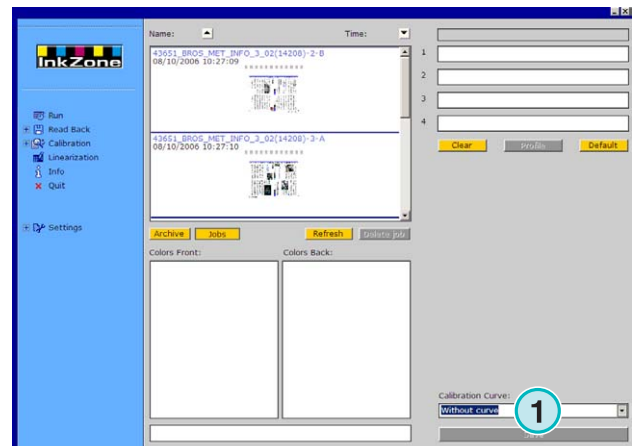 InkZone
Run
Read Back
Calibration
Linearization
Info
Quit
Settings
Name:
Time:
43651_BROS_MET_INFO_3_02(14208)-2-B
08/10/2006 10:27:09
43651_BROS_MET_INFO_3_02(14208)-3-A
08/10/2006 10:27:10
Archive
Jobs
Refresh
Delete job
Colors Front:
Colors Back:
1
2
3
4
Clear
Profile
Default
Calibration Curve:
Without curve
1